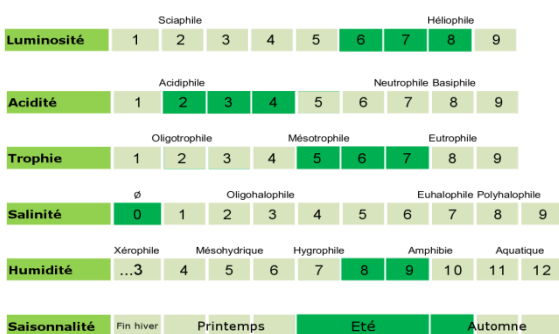 Sciaphile Héliophile
Luminosité 1 2 3 4 5 6 7 8 9
Acidiphile Neutrophile Basiphile
Acidité 1 2 3 4 5 6 7 8 9
Oligotrophile Mésotrophile Eutrophile
Trophie 1 2 3 4 5 6 7 8 9
ø Oligohalophile Euhalophile Polyhalophile
Salinité 0 1 2 3 4 5 6 7 8 9
Xérophile Mésohydrique Hygrophile Amphibie Aquatique
Humidité ...3 4 5 6 7 8 9 10 11 12
Saisonnalité Fin hiver Printemps Eté Automne